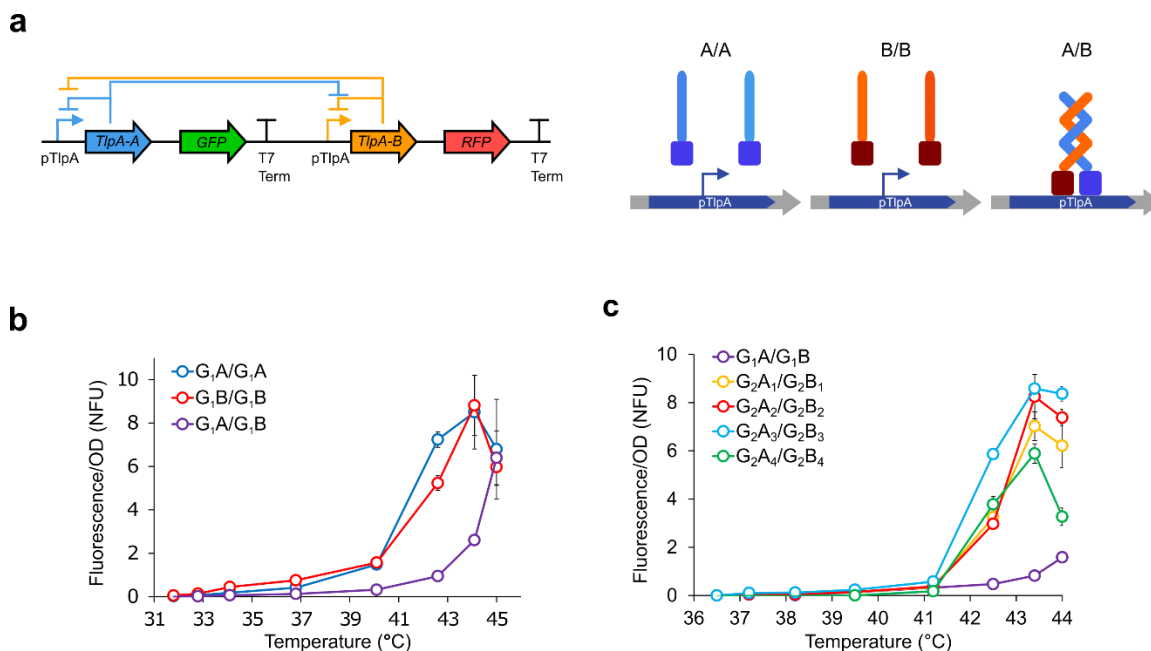 a
A/A B/B A/B
TlpA-A GFP TlpA-B RFP
pTlpA T7 Term pTlpA T7 Term
pTlpA pTlpA pTlpA
b
G₁A/G₁A
G₁B/G₁B
G₁A/G₁B
Fluorescence/OD (NFU)
10
8
6
4
2
0
31 33 35 37 39 41 43 45
Temperature (°C)
c
G₁A/G₁B
G₂A₁/G₂B₁
G₂A₂/G₂B₂
G₂A₃/G₂B₃
G₂A₄/G₂B₄
Fluorescence/OD (NFU)
10
8
6
4
2
0
36 37 38 39 40 41 42 43 44
Temperature (°C)